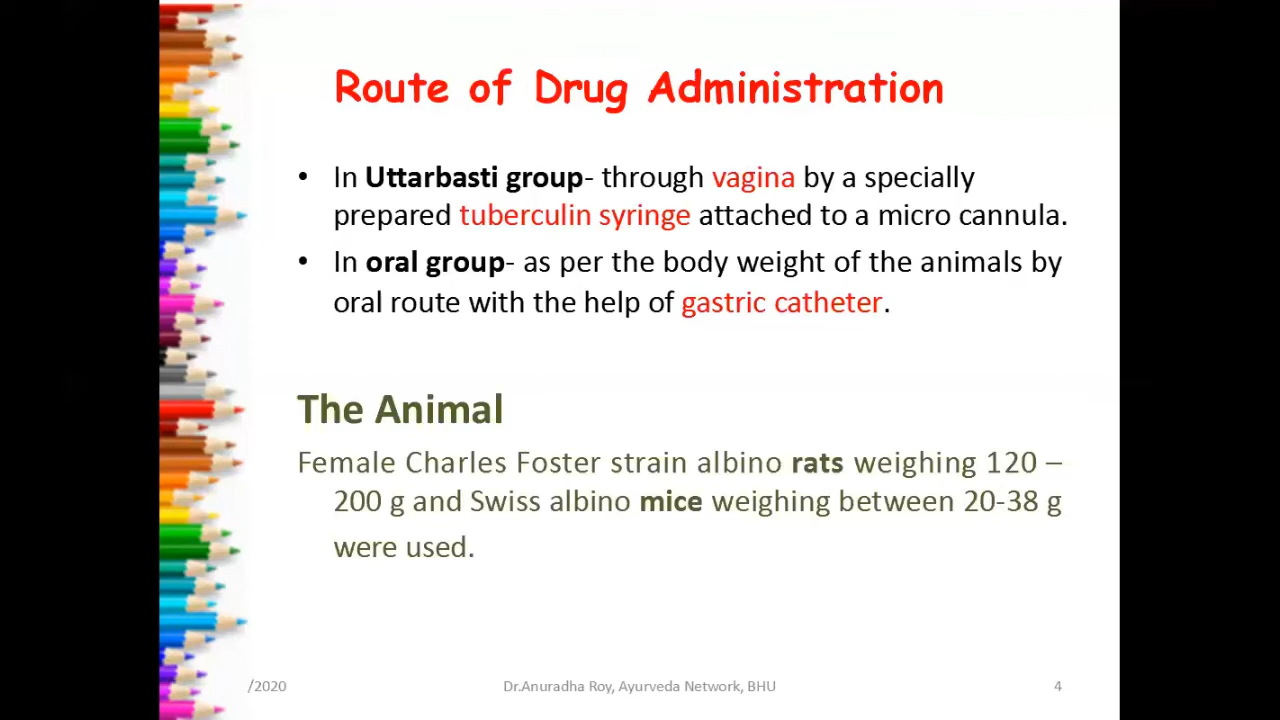 Route of Drug Administration
• In Uttarbasti group- through vagina by a specially
prepared tuberculin syringe attached to a micro cannula.
• In oral group- as per the body weight of the animals by
oral route with the help of gastric catheter.
The Animal
Female Charles Foster strain albino rats weighing 120 –
200 g and Swiss albino mice weighing between 20-38 g
were used.
/2020 Dr.Anuradha Roy, Ayurveda Network, BHU 4